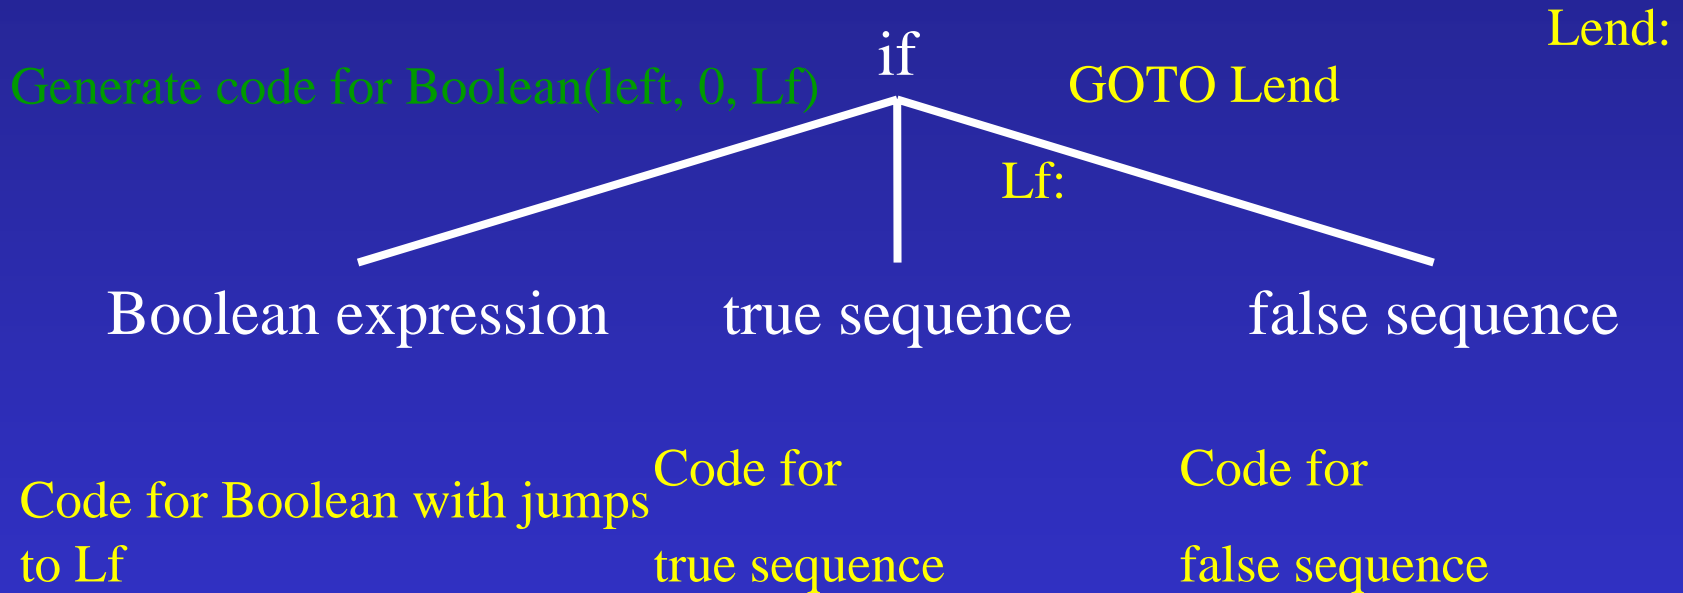 Lend:
if
Generate code for Boolean(left, 0, Lf)
GOTO Lend
Lf:
Boolean expression
true sequence
false sequence
Code for Boolean with jumps
to Lf
Code for
true sequence
Code for
false sequence